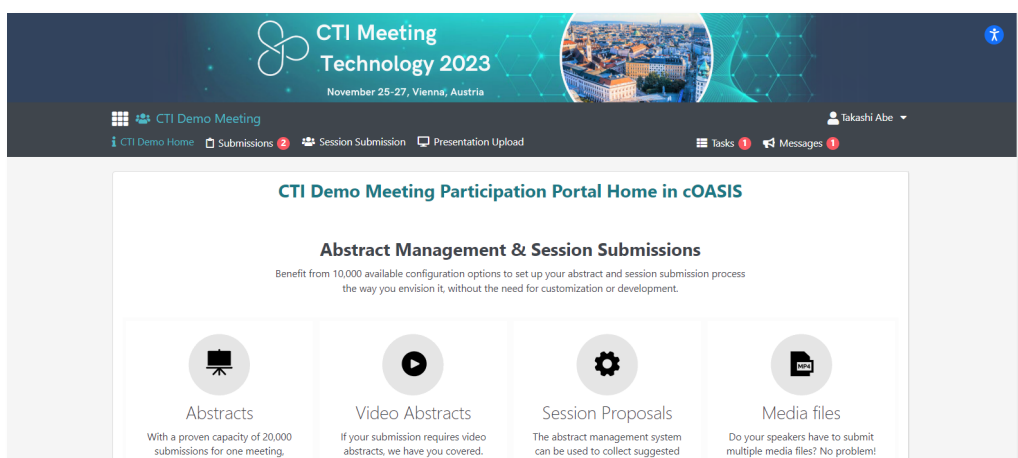 CTI Meeting
Technology 2023
November 25-27, Vienna, Austria
CTI Demo Meeting
Takashi Abe
CTI Demo Home
Submissions 2
Session Submission
Presentation Upload
Tasks 1
Messages 1
CTI Demo Meeting Participation Portal Home in cOASIS
Abstract Management & Session Submissions
Benefit from 10,000 available configuration options to set up your abstract and session submission process
the way you envision it, without the need for customization or development.
Abstracts
With a proven capacity of 20,000
submissions for one meeting,
Video Abstracts
If your submission requires video
abstracts, we have you covered.
Session Proposals
The abstract management system
can be used to collect suggested
MP4
Media files
Do your speakers have to submit
multiple media files? No problem!